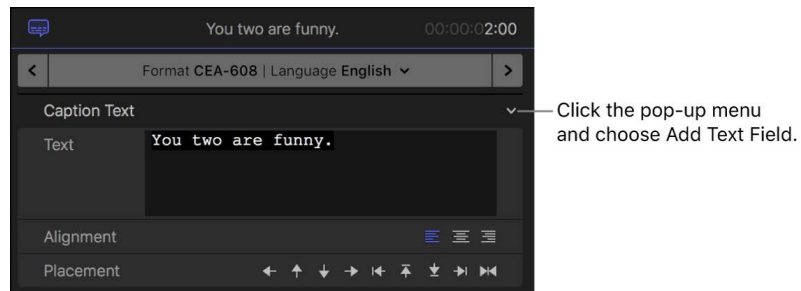 You two are funny. 00:00:02:00
Format CEA-608 | Language English
Caption Text
Click the pop-up menu
and choose Add Text Field.
Text
You two are funny.
Alignment
Placement